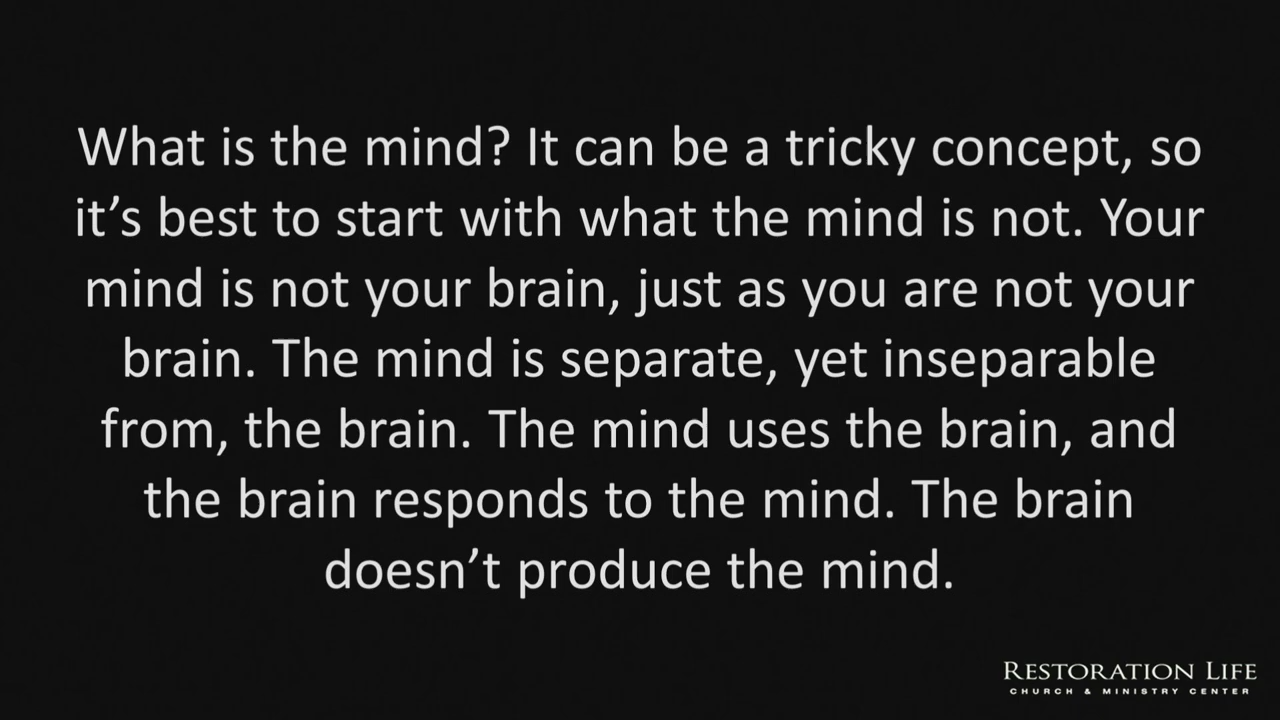 What is the mind? It can be a tricky concept, so
it’s best to start with what the mind is not. Your
mind is not your brain, just as you are not your
brain. The mind is separate, yet inseparable
from, the brain. The mind uses the brain, and
the brain responds to the mind. The brain
doesn’t produce the mind.
RESTORATION LIFE
CHURCH & MINISTRY CENTER